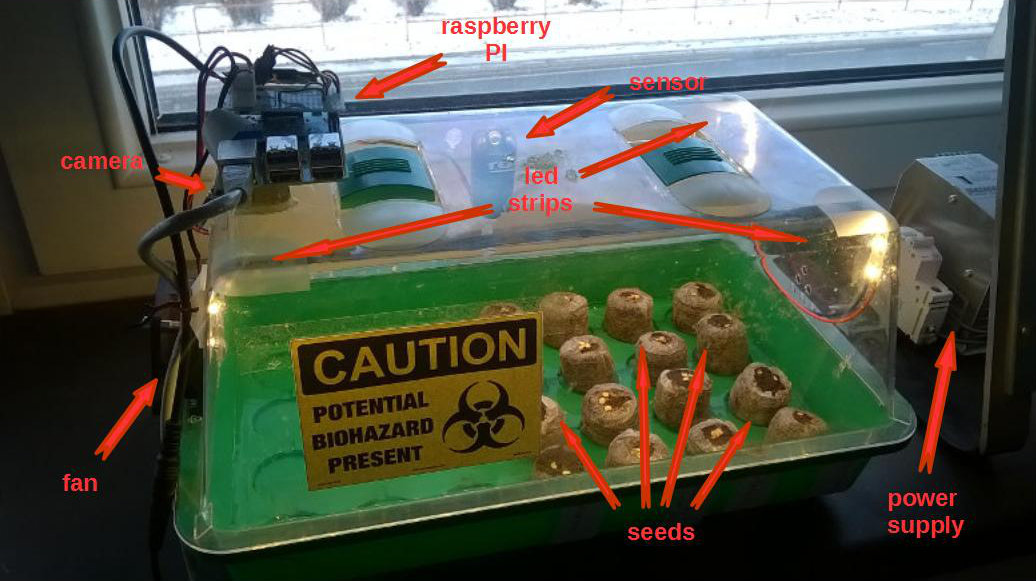 raspberry
PI
sensor
camera
led
strips
CAUTION
POTENTIAL
BIOHAZARD
PRESENT
fan
seeds
power
supply